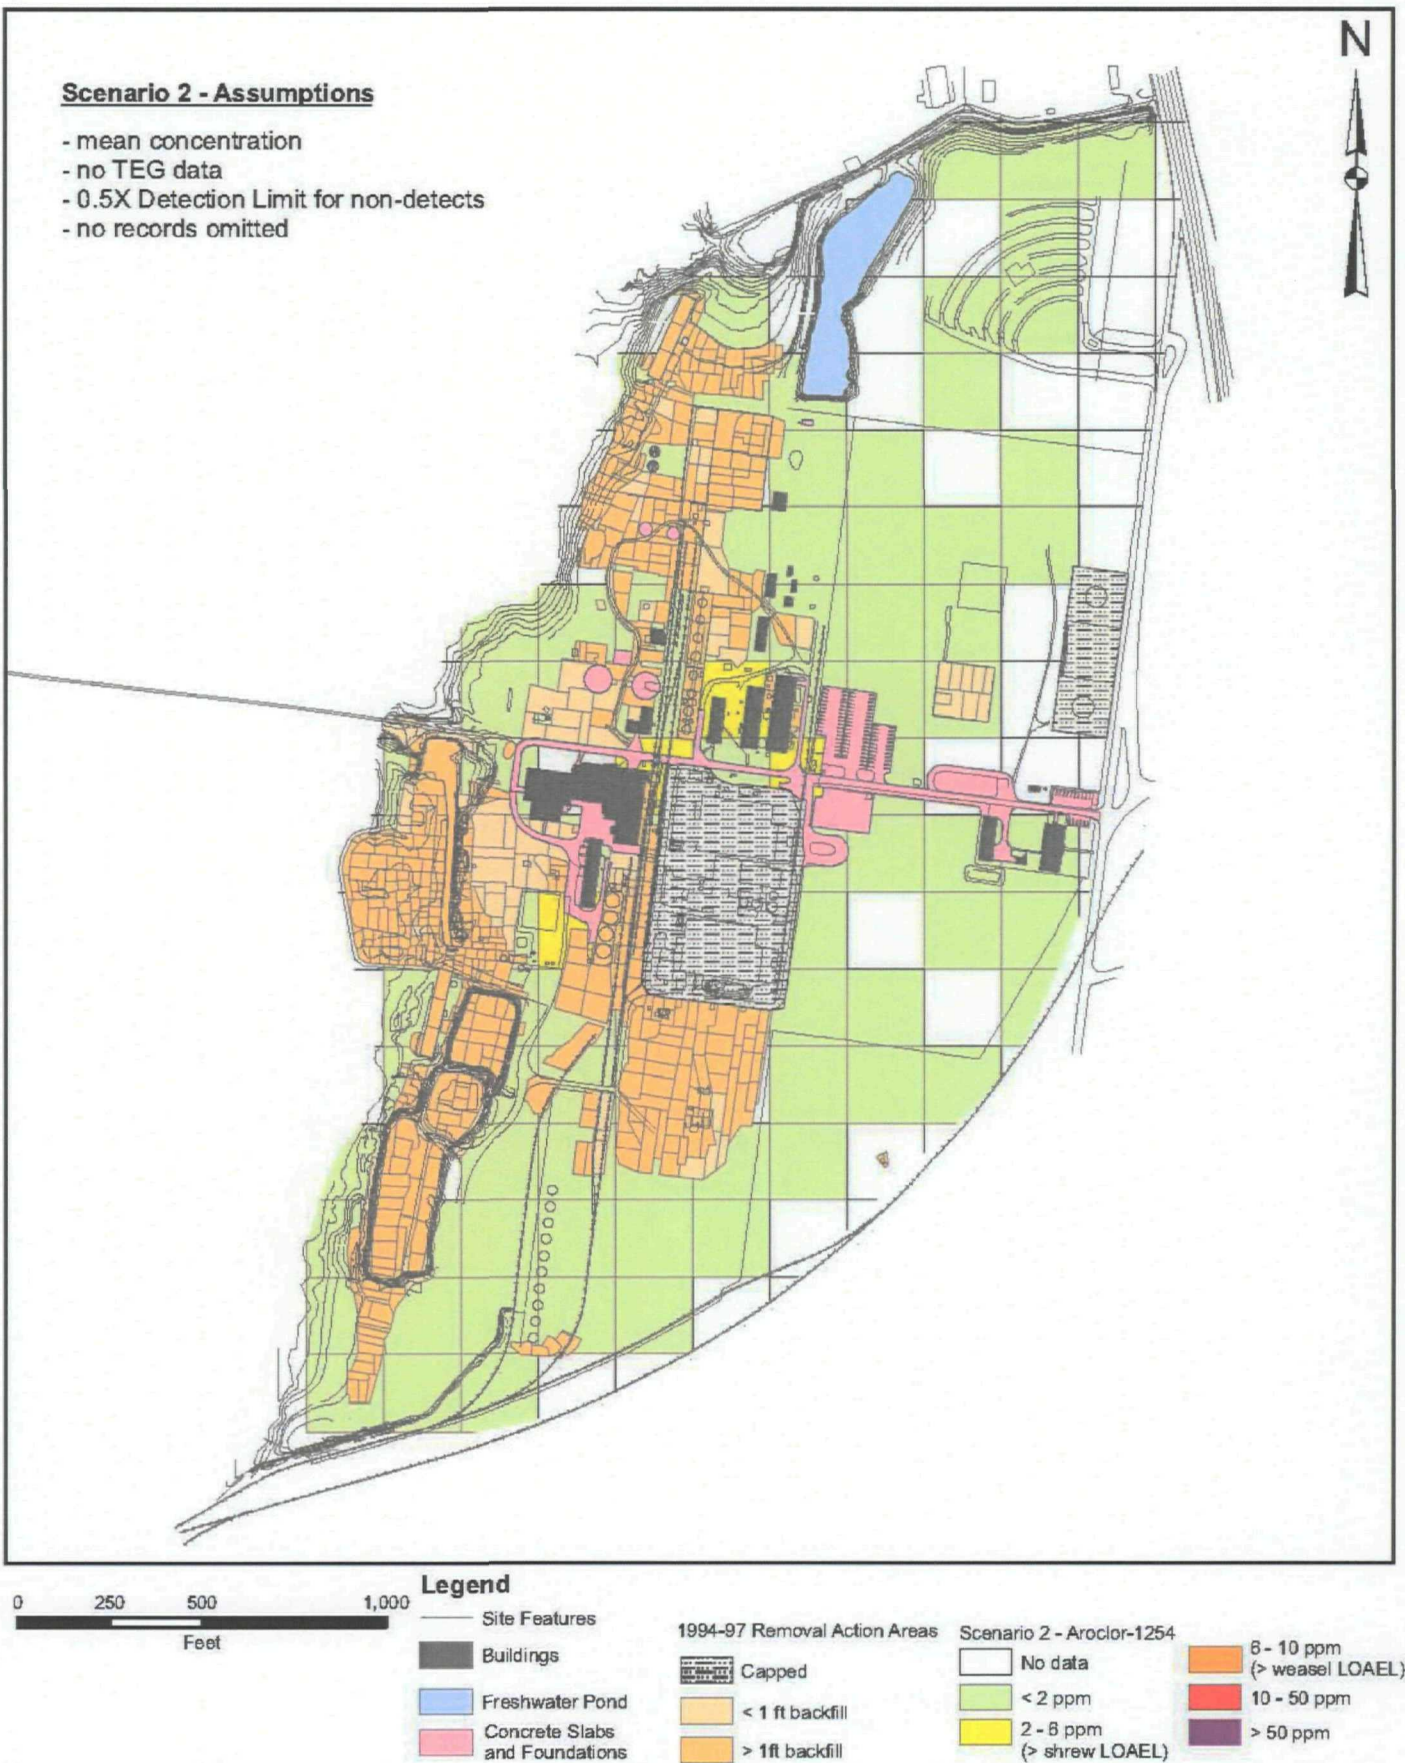 N
Scenario 2 - Assumptions
- mean concentration
- no TEG data
- 0.5X Detection Limit for non-detects
- no records omitted
0 250 500 1,000
Feet
Legend
Site Features
Buildings
Freshwater Pond
Concrete Slabs
and Foundations
1994-97 Removal Action Areas
Capped
< 1 ft backfill
> 1ft backfill
Scenario 2 - Aroclor-1254
No data
< 2 ppm
2 - 6 ppm
(> shrew LOAEL)
6 - 10 ppm
(> weasel LOAEL)
10 - 50 ppm
> 50 ppm